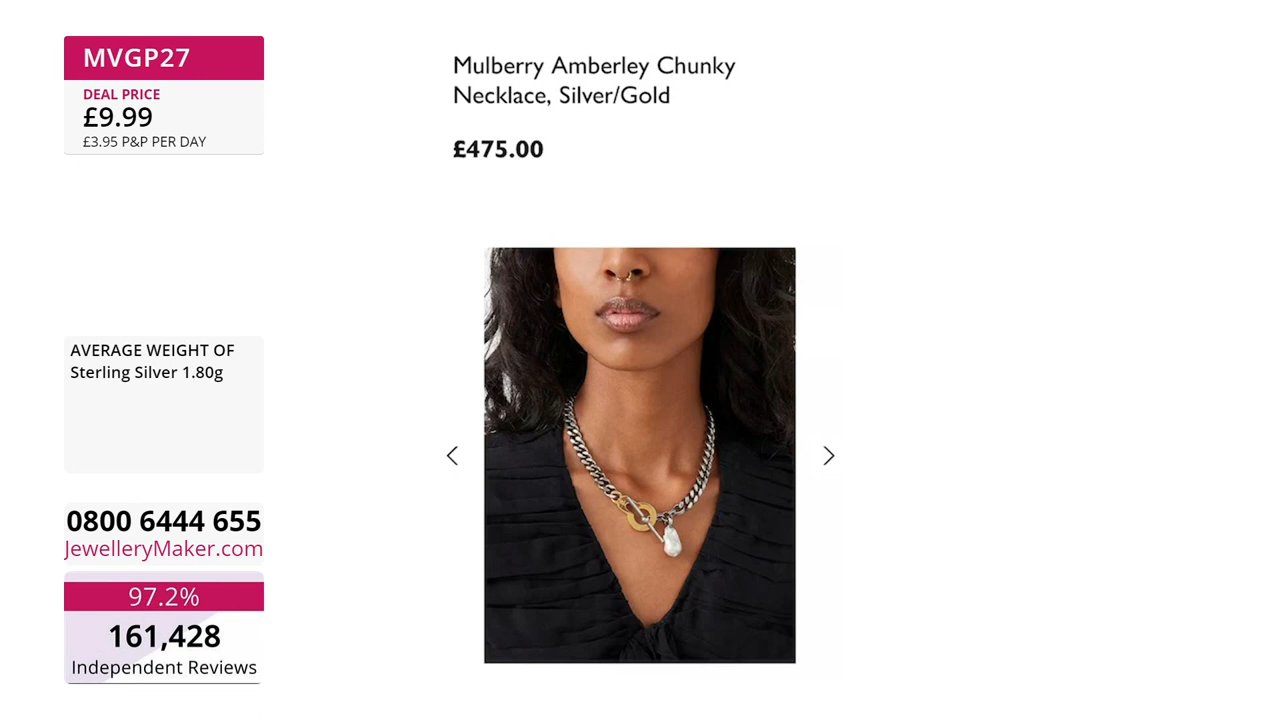 MVGP27
DEAL PRICE
£9.99
£3.95 P&P PER DAY
Mulberry Amberley Chunky
Necklace, Silver/Gold
£475.00
AVERAGE WEIGHT OF
Sterling Silver 1.80g
0800 6444 655
JewelleryMaker.com
97.2%
161,428
Independent Reviews